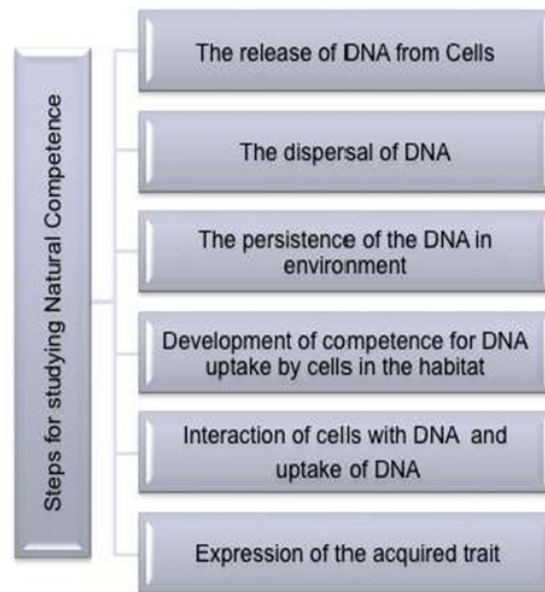 Steps for studying Natural Competence
The release of DNA from Cells
The dispersal of DNA
The persistence of the DNA in
environment
Development of competence for DNA
uptake by cells in the habitat
Interaction of cells with DNA and
uptake of DNA
Expression of the acquired trait